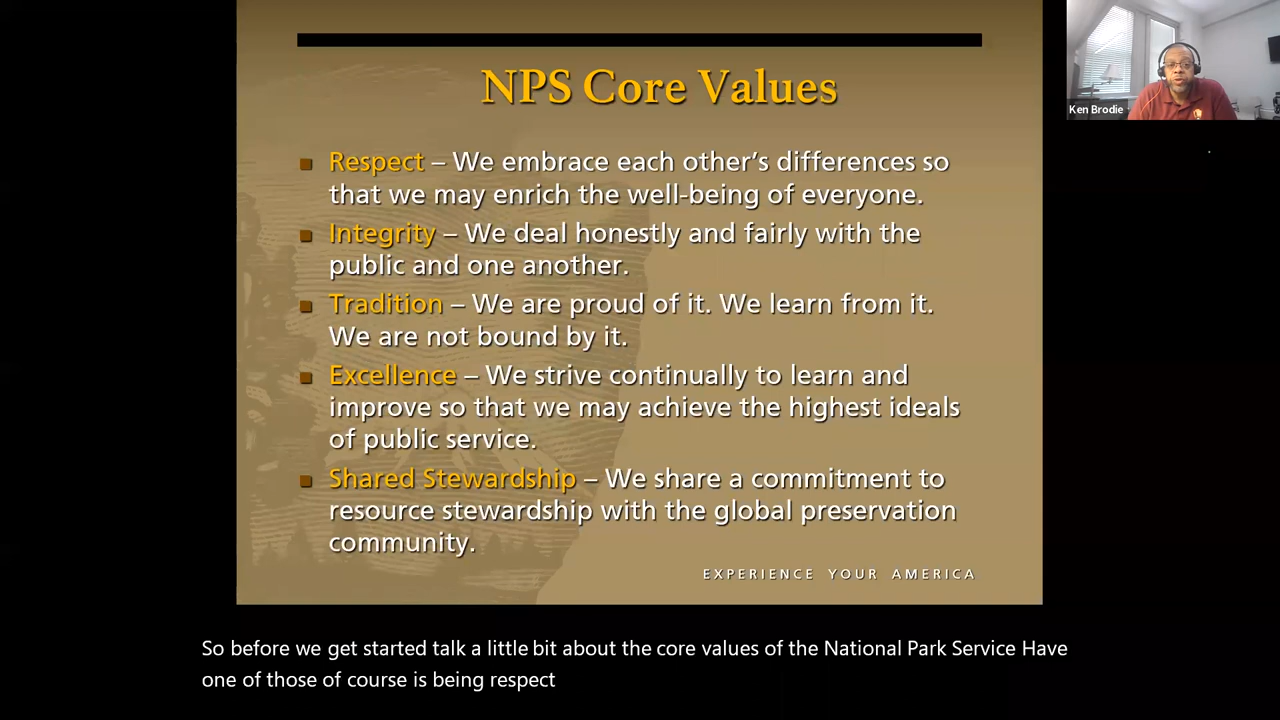 NPS Core Values
Respect – We embrace each other’s differences so
that we may enrich the well-being of everyone.
Integrity – We deal honestly and fairly with the
public and one another.
Tradition – We are proud of it. We learn from it.
We are not bound by it.
Excellence – We strive continually to learn and
improve so that we may achieve the highest ideals
of public service.
Shared Stewardship – We share a commitment to
resource stewardship with the global preservation
community.
EXPERIENCE YOUR AMERICA
Ken Brodie
So before we get started talk a little bit about the core values of the National Park Service Have
one of those of course is being respect